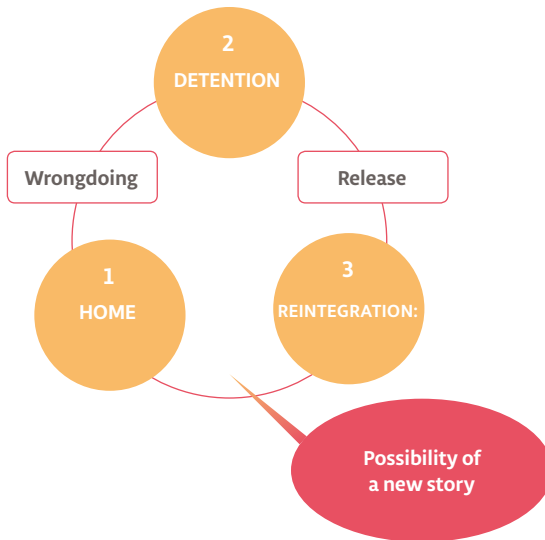 2
DETENTION
Wrongdoing
Release
1
HOME
3
REINTEGRATION:
Possibility of
a new story